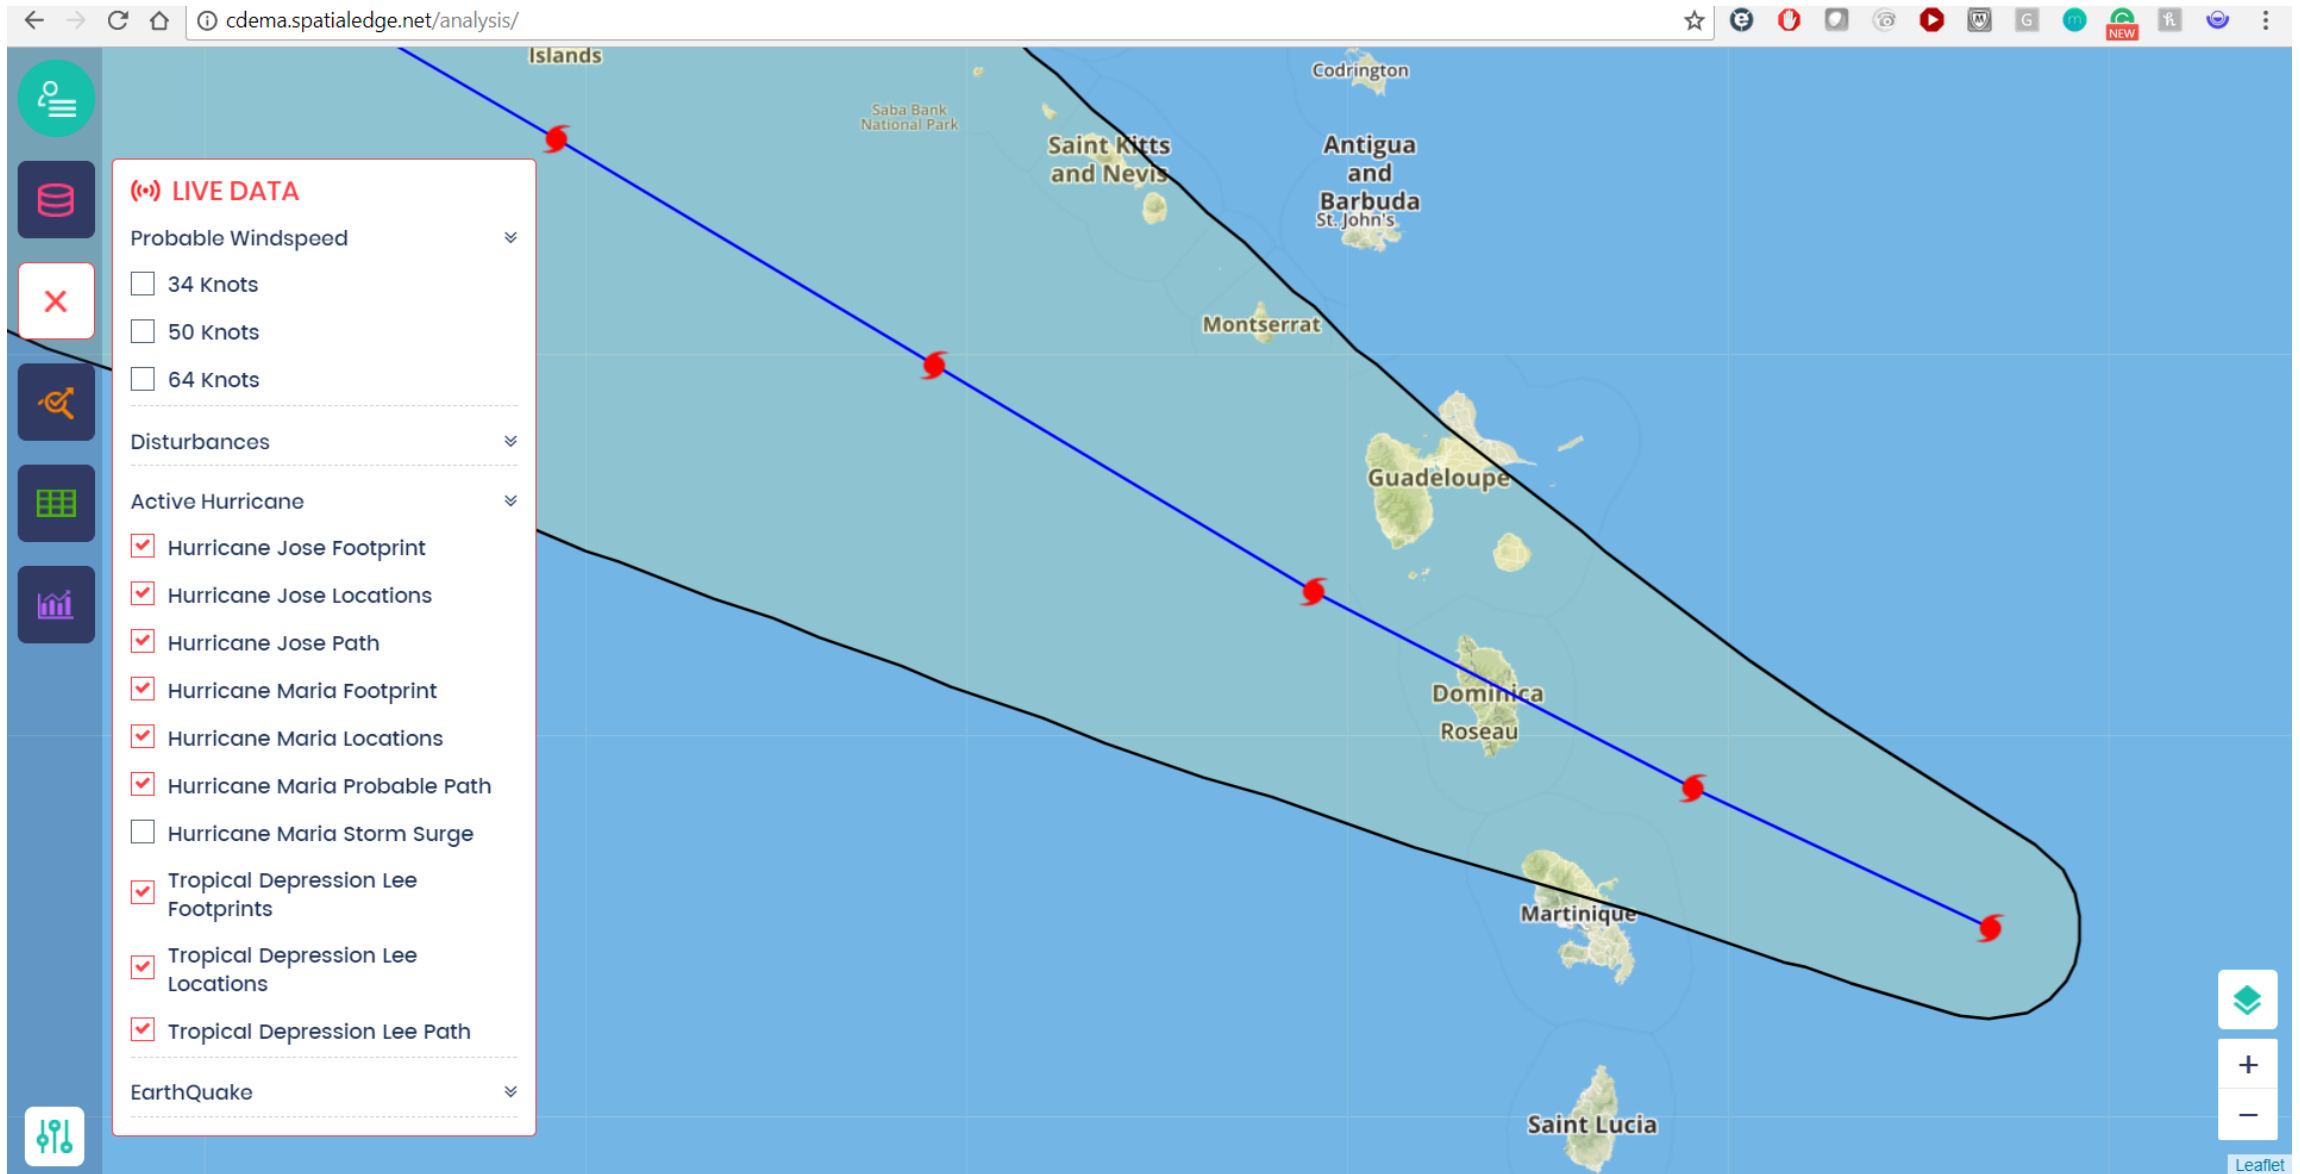 cdema.spatialedge.net/analysis/
NEW
LIVE DATA
Probable Windspeed
34 Knots
50 Knots
64 Knots
Disturbances
Active Hurricane
Hurricane Jose Footprint
Hurricane Jose Locations
Hurricane Jose Path
Hurricane Maria Footprint
Hurricane Maria Locations
Hurricane Maria Probable Path
Hurricane Maria Storm Surge
Tropical Depression Lee
Footprints
Tropical Depression Lee
Locations
Tropical Depression Lee Path
EarthQuake
Islands
Saba Bank
National Park
Codrington
Saint Kitts
and Nevis
Antigua
and
Barbuda
St. John's
Montserrat
Guadeloupe
Dominica
Roseau
Martinique
Saint Lucia
+
−
Leaflet